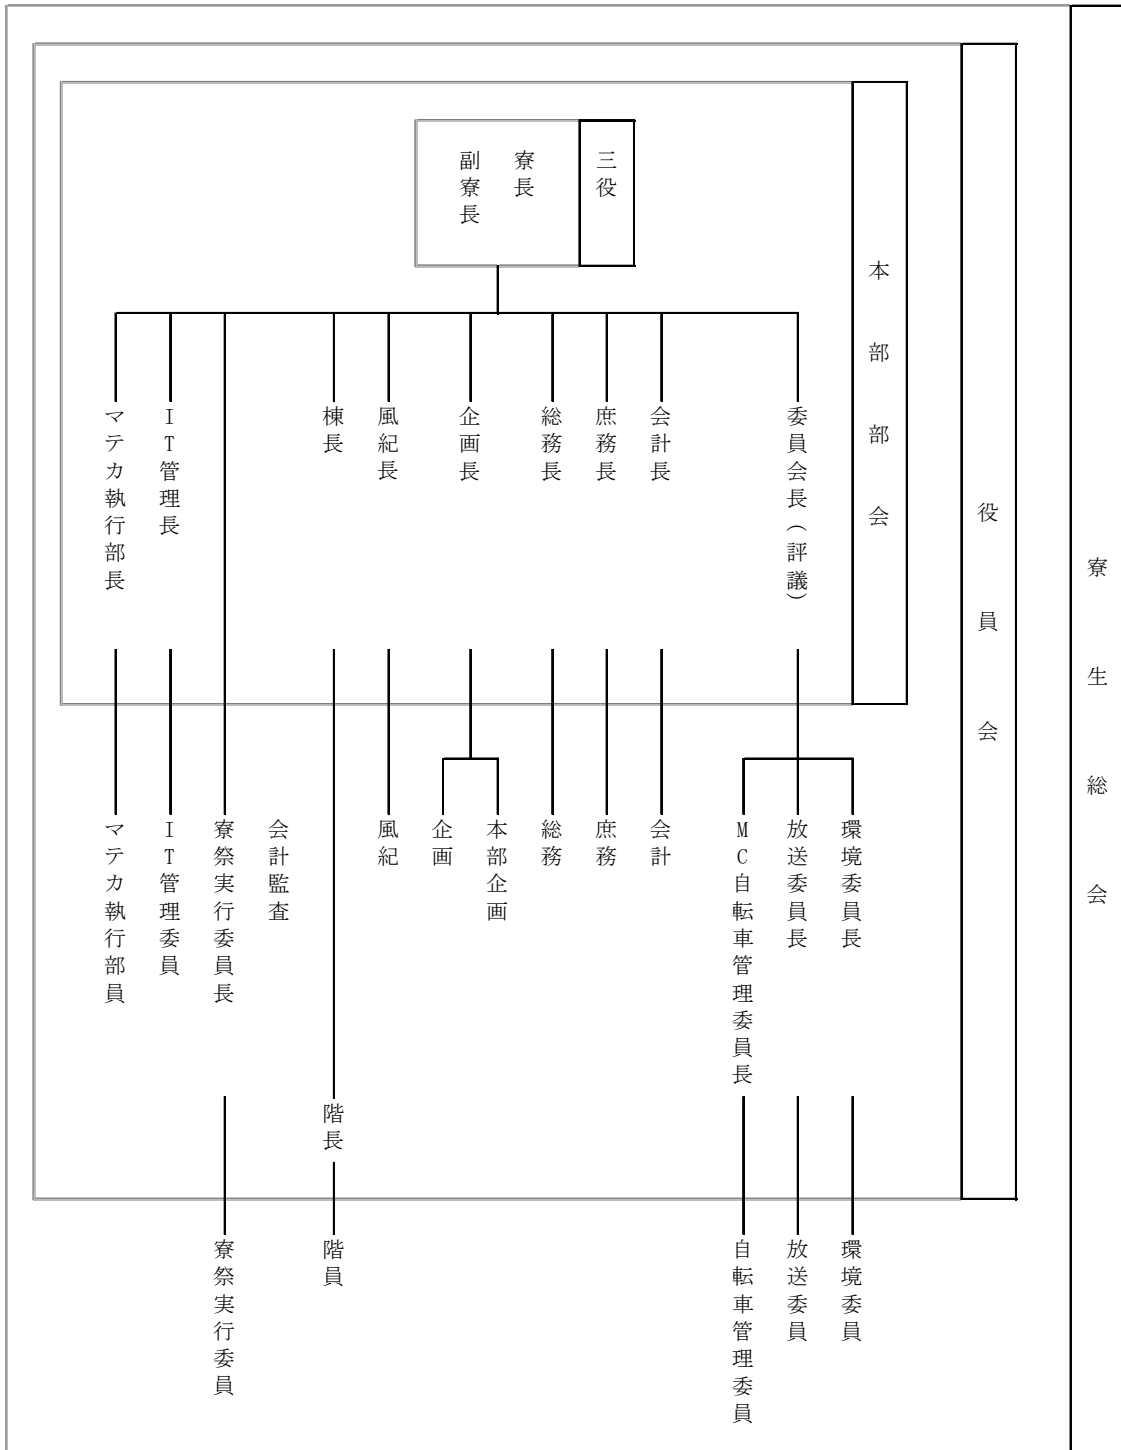 寮生総会
役員会
本部会
三役
寮長
副寮長
委員会長（評議）
会計長
庶務長
総務長
企画長
風紀長
棟長
IT管理長
マテカ執行部長
環境委員長
放送委員長
MC自転車管理委員長
会計
庶務
総務
本部企画
企画
風紀
会計監査
寮祭実行委員長
IT管理委員
マテカ執行部員
階長
環境委員
放送委員
自転車管理委員
階員
寮祭実行委員